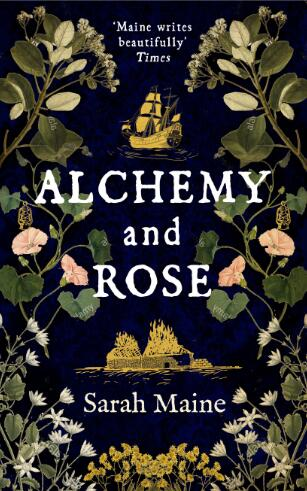 ‘Maine writes
beautifully’
Times
ALCHEMY
and
ROSE
Sarah Maine